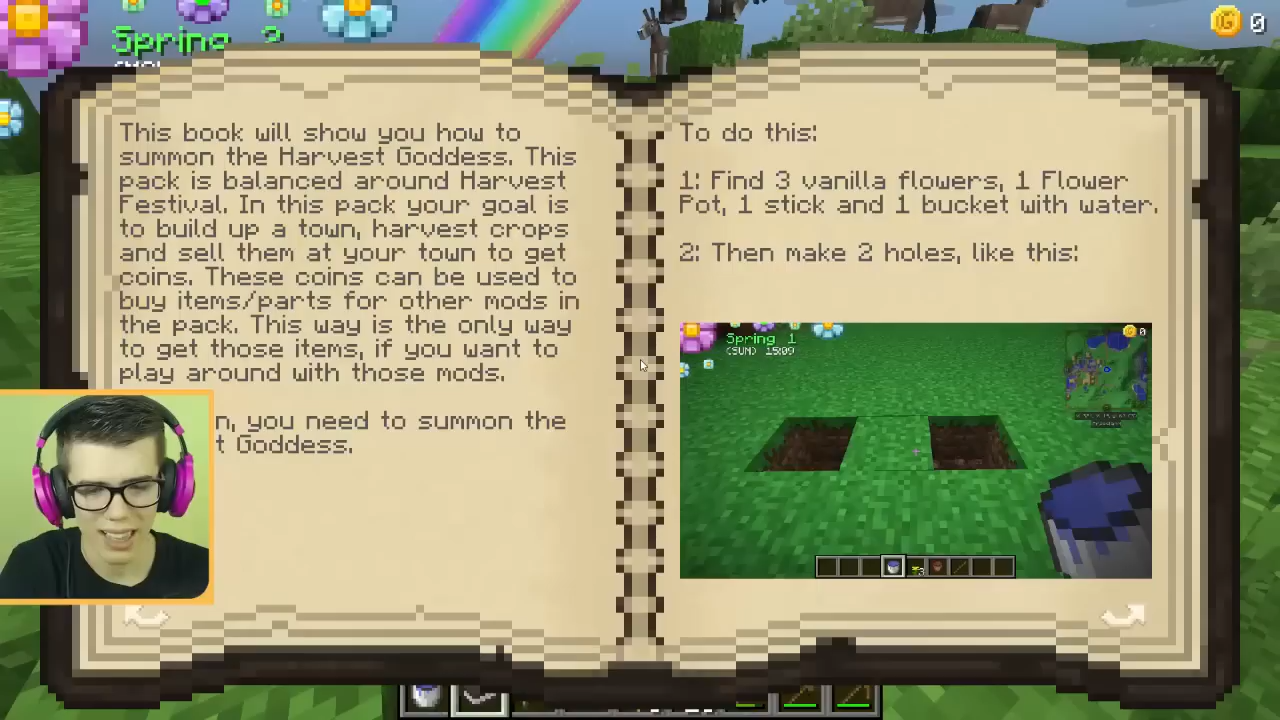 Spring
0
This book will show you how to
summon the Harvest Goddess. This
pack is balanced around Harvest
Festival. In this pack your goal is
to build up a town, harvest crops
and sell them at your town to get
coins. These coins can be used to
buy items/parts for other mods in
the pack. This way is the only way
to get those items, if you want to
play around with those mods.
n, you need to summon the
t Goddess.
To do this:
1: Find 3 vanilla flowers, 1 Flower
Pot, 1 stick and 1 bucket with water.
2: Then make 2 holes, like this:
Spring 1
(SUN) 15:09
0
3